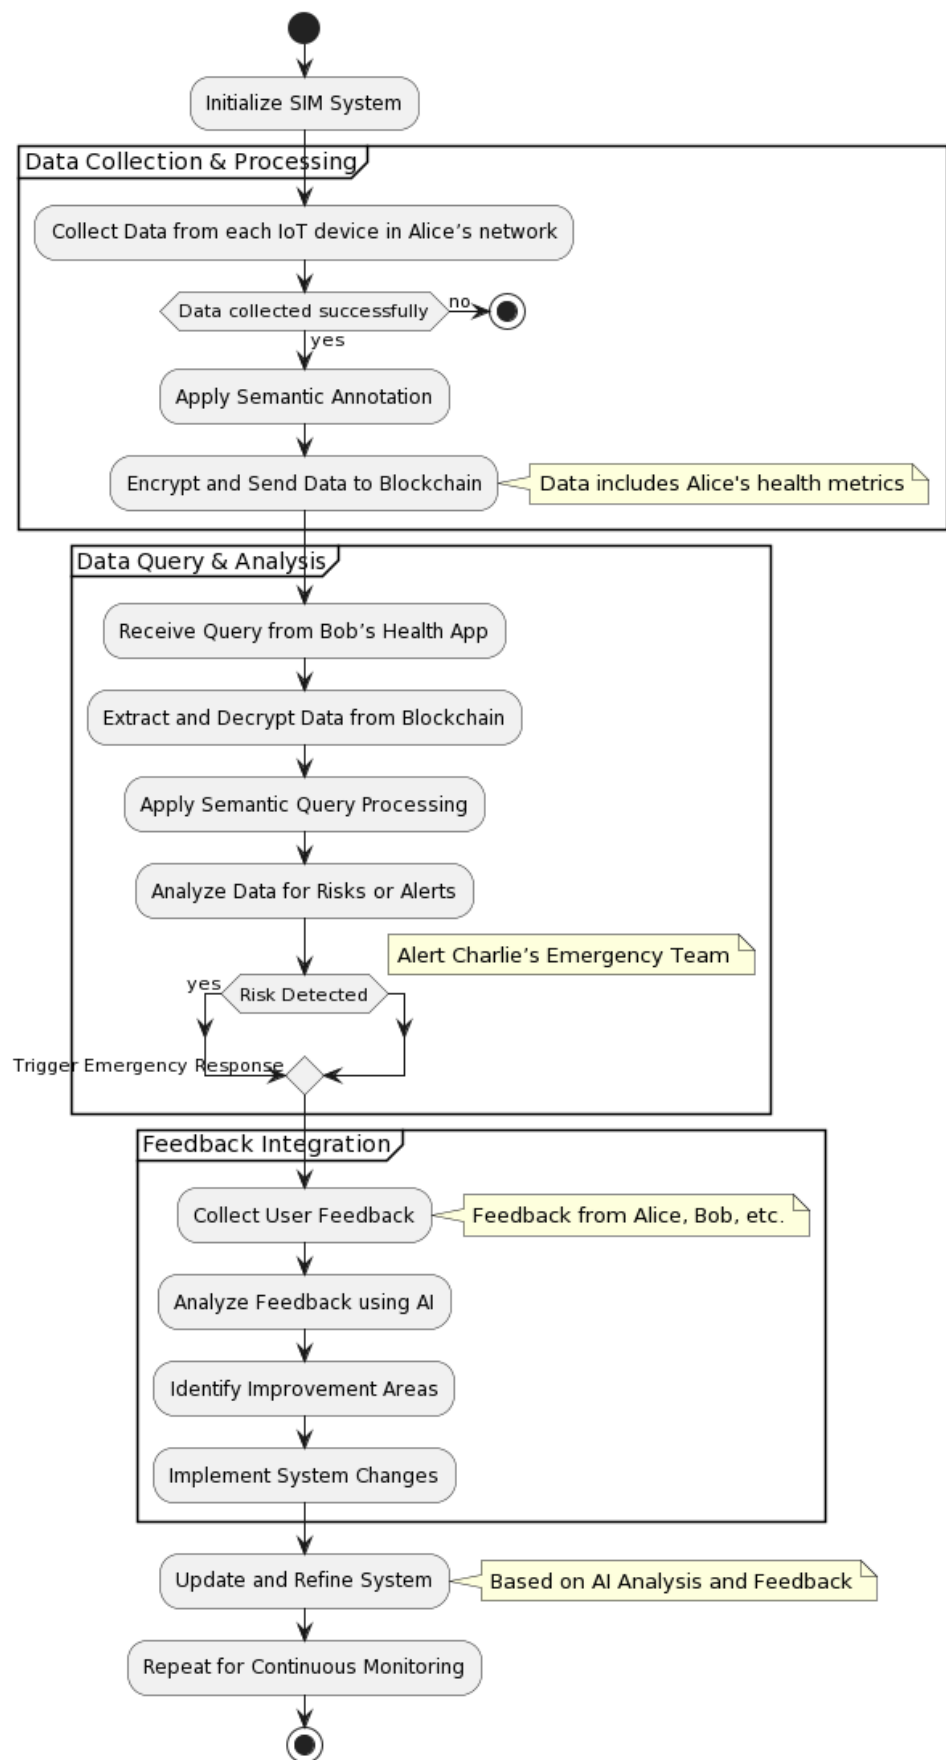 Initialize SIM System
Data Collection & Processing
Collect Data from each IoT device in Alice’s network
Data collected successfully
no
yes
Apply Semantic Annotation
Encrypt and Send Data to Blockchain
Data includes Alice's health metrics
Data Query & Analysis
Receive Query from Bob’s Health App
Extract and Decrypt Data from Blockchain
Apply Semantic Query Processing
Analyze Data for Risks or Alerts
Alert Charlie’s Emergency Team
yes
Risk Detected
Trigger Emergency Response
Feedback Integration
Collect User Feedback
Feedback from Alice, Bob, etc.
Analyze Feedback using AI
Identify Improvement Areas
Implement System Changes
Update and Refine System
Based on AI Analysis and Feedback
Repeat for Continuous Monitoring